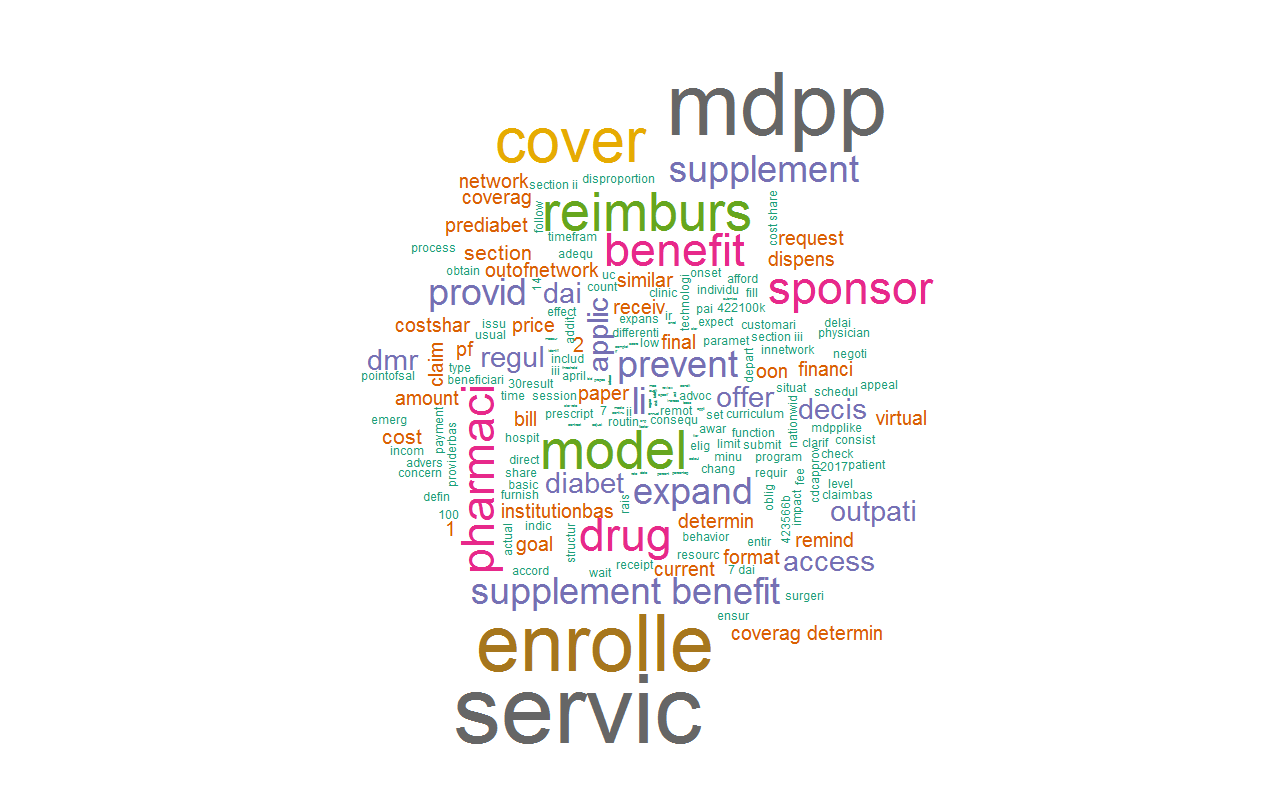 mdpp
cover
supplement
network
section ii
disproportion
coverag
follow
reimburs
cost share
prediabet
timefram
request
process
section
adequ
benefit
dispens
obtain
outofnetwork
uc
similar
onset
afford
14
count
clinic
technologi
individu
fill
sponsor
provid
dai
applic
receiv
pai
422100k
effect
expans
ir
expect
customari
delai
costshar
issu
usual
price
addit
differenti
low
final
paramet
section iii
physician
2
pf
claim
dmr
regul
includ
prevent
depart
innetwork
negoti
type
iii
oon
financi
pointofsal
beneficiari
30result
april
situat
appeal
amount
time
session
paper
li
advoc
offer
schedul
decis
virtual
emerg
payment
pharmaci
bill
prescript
7
ii
remot
set
curriculum
nationwid
mdpplike
routin
consequ
cost
providerbas
hospit
awar
function
clarif
consist
incom
model
elig
limit
submit
check
advers
direct
minu
program
cdcapprov
2017
patient
concern
share
chang
requir
fee
level
basic
diabet
expand
oblig
impact
claimbas
defin
furnish
rais
423566b
100
institutionbas
outpati
1
actual
indic
drug
determin
goal
structur
behavior
entir
remind
resourc
format
access
accord
wait
receipt
current
7 dai
supplement benefit
surgeri
ensur
enrolle
coverag determin
servic